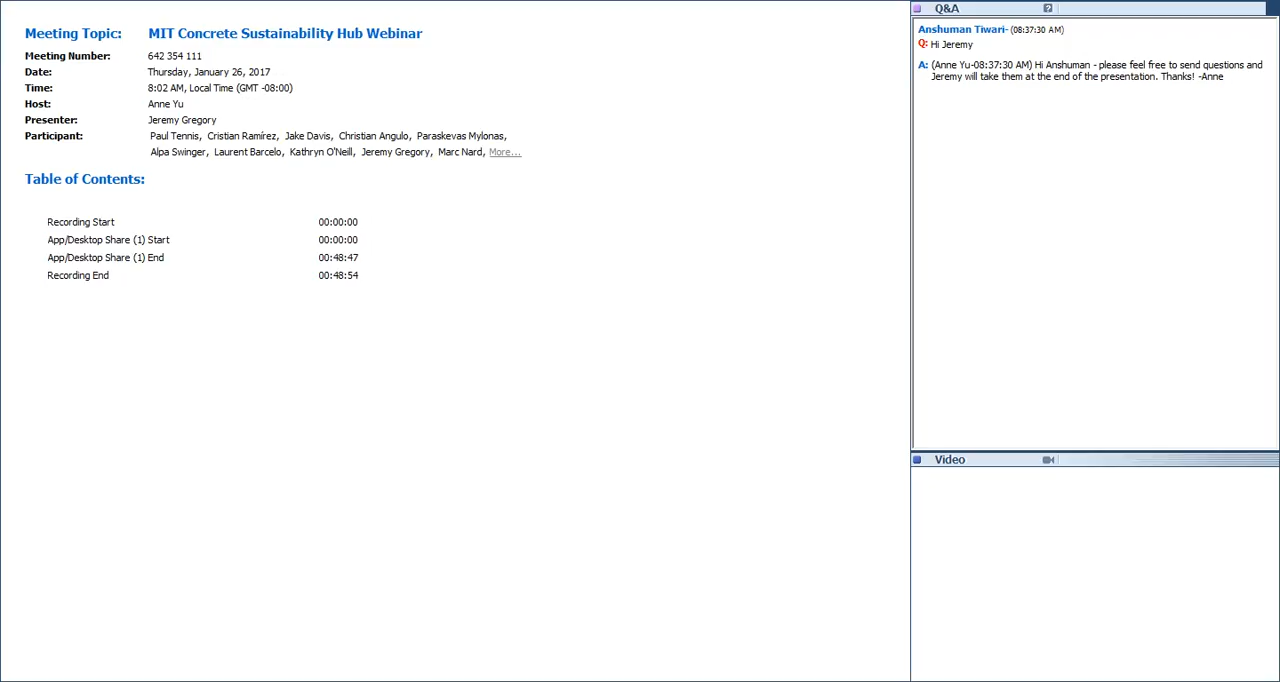 Meeting Topic: MIT Concrete Sustainability Hub Webinar
Meeting Number: 642 354 111
Date: Thursday, January 26, 2017
Time: 8:02 AM, Local Time (GMT -08:00)
Host: Anne Yu
Presenter: Jeremy Gregory
Participant: Paul Tennis, Cristian Ramírez, Jake Davis, Christian Angulo, Paraskevas Mylonas,
Alpa Swinger, Laurent Barcelo, Kathryn O'Neill, Jeremy Gregory, Marc Nard, More...
Table of Contents:
Recording Start 00:00:00
App/Desktop Share (1) Start 00:00:00
App/Desktop Share (1) End 00:48:47
Recording End 00:48:54
Q&A
Anshuman Tiwari- (08:37:30 AM)
Q: Hi Jeremy
A: (Anne Yu-08:37:30 AM) Hi Anshuman - please feel free to send questions and
Jeremy will take them at the end of the presentation. Thanks! -Anne
Video